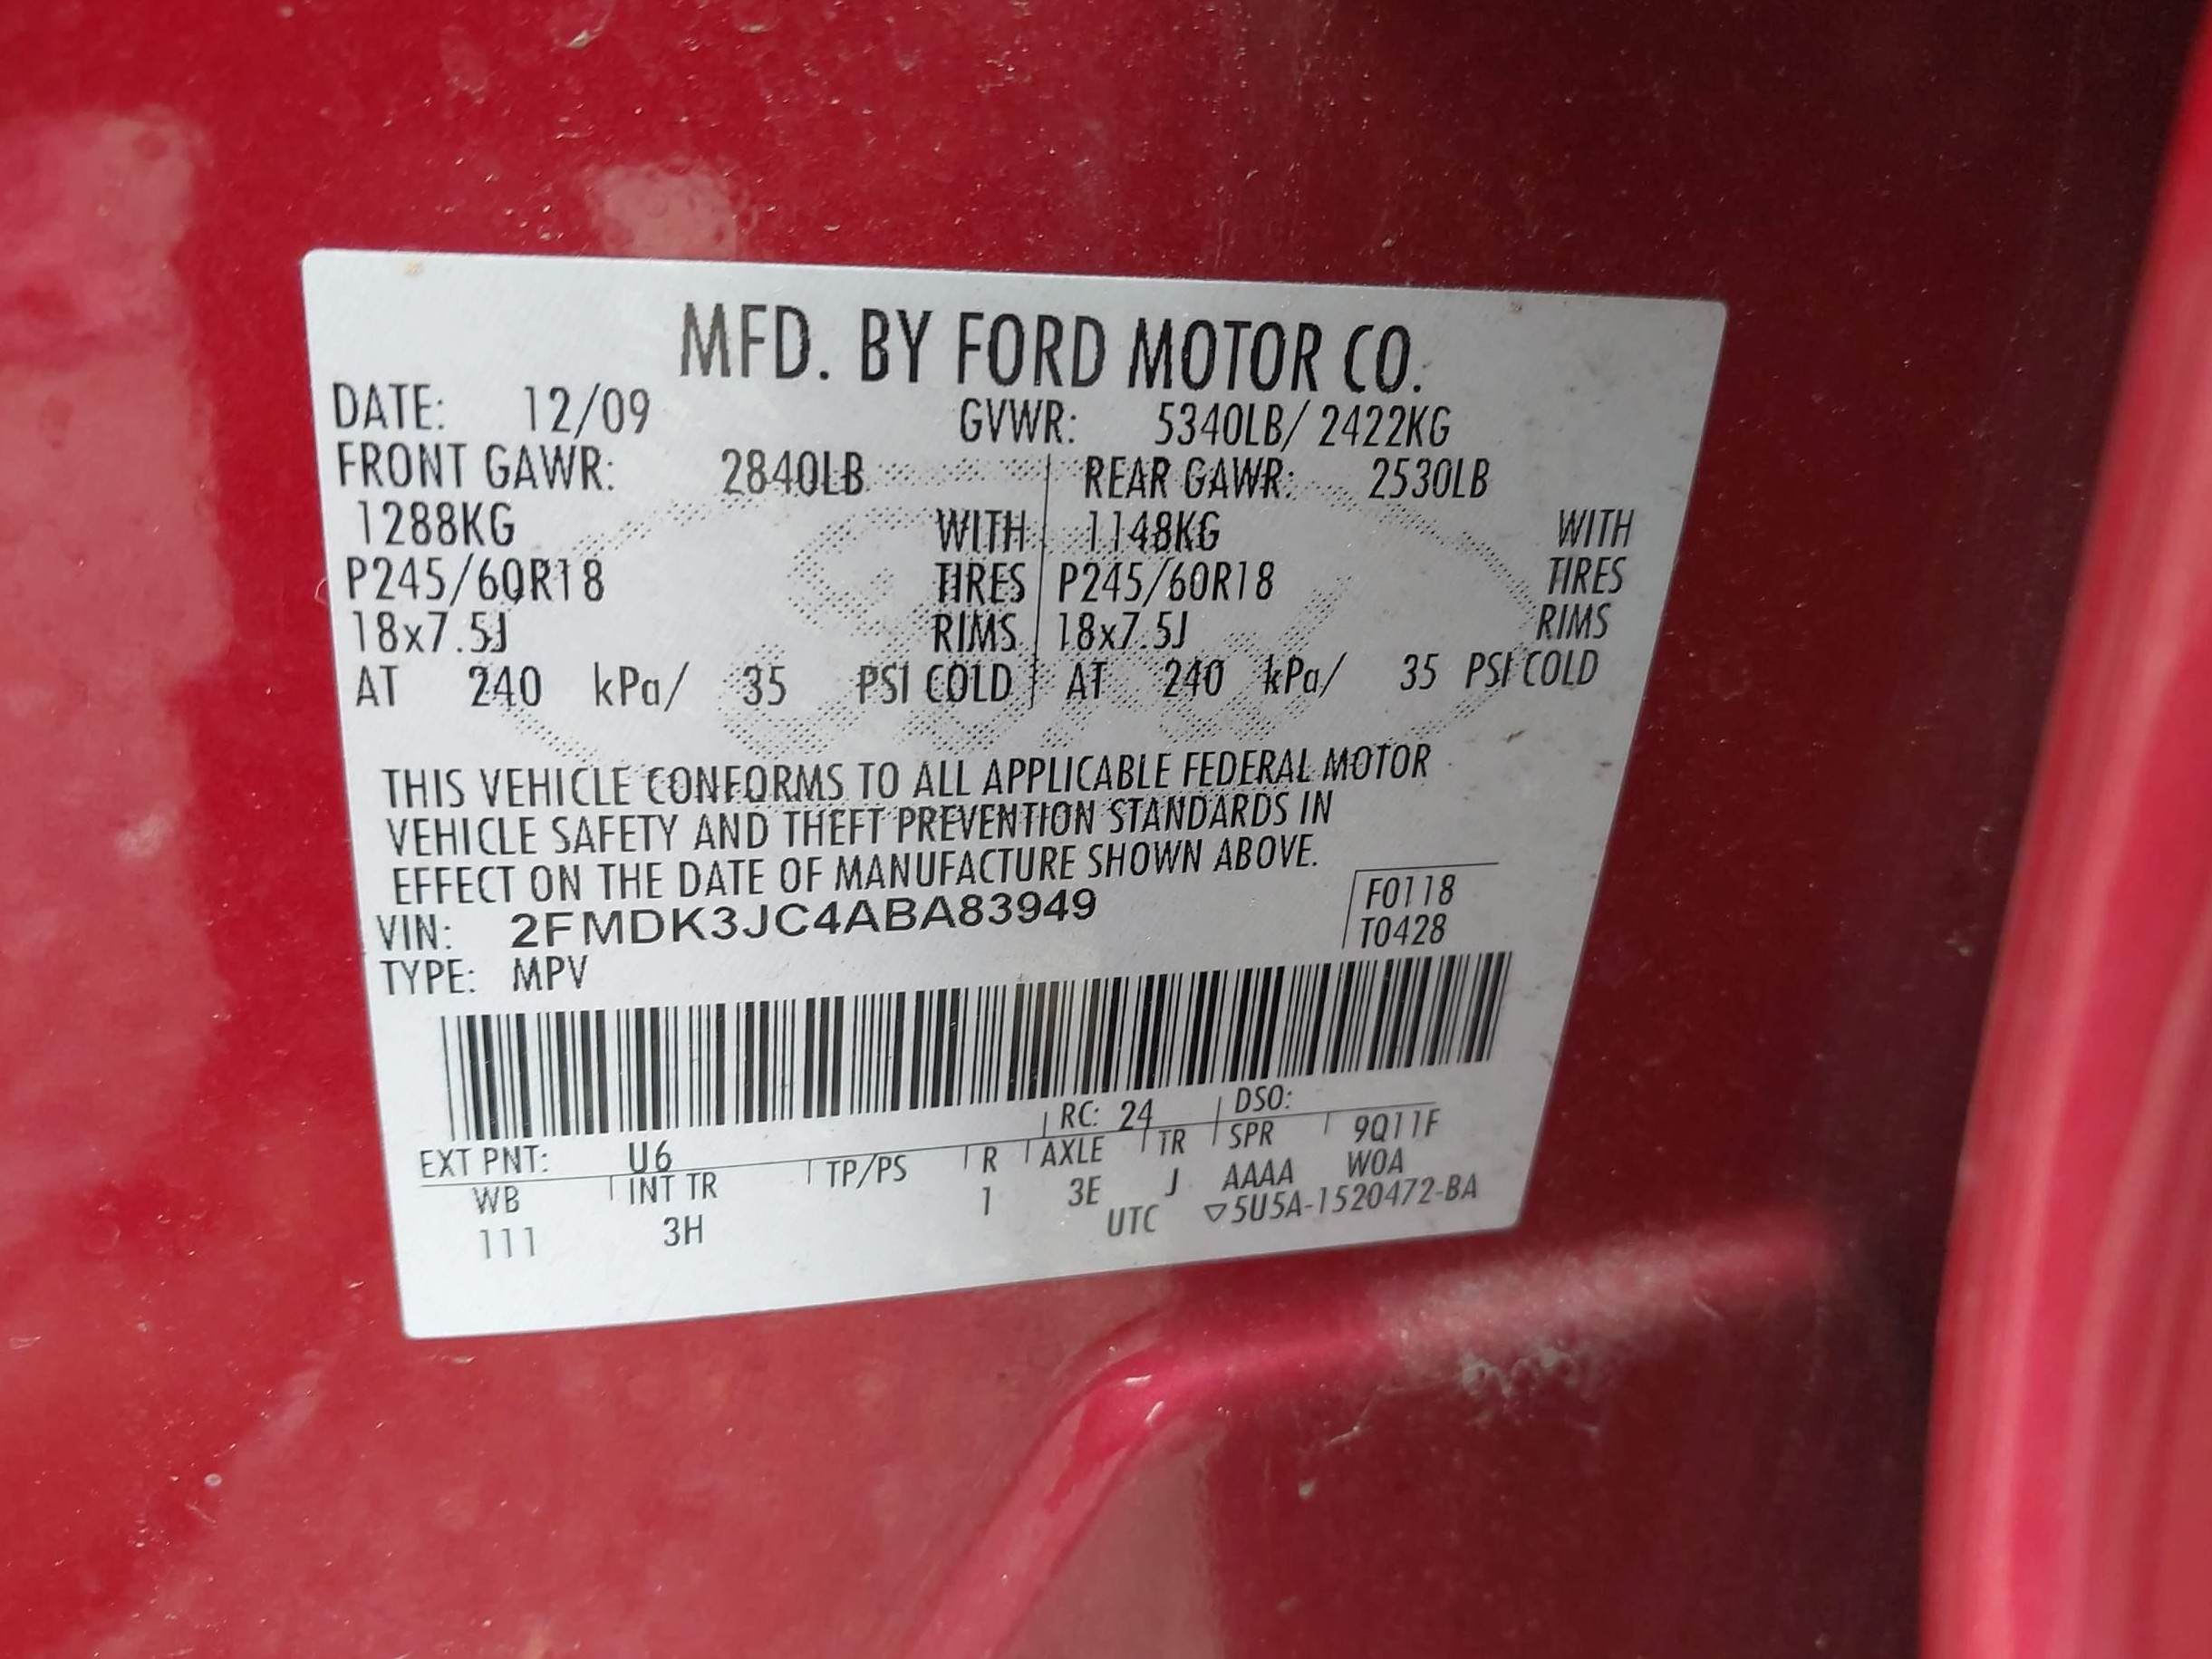 MFD. BY FORD MOTOR CO.
DATE: 12/09 GVWR: 5340LB/ 2422KG
FRONT GAWR: 2840LB REAR GAWR: 2530LB
1288KG WITH 1148KG WITH
P245/60R18 TIRES P245/60R18 TIRES
18x7.5J RIMS 18x7.5J RIMS
AT 240 kPa/ 35 PSI COLD AT 240 kPa/ 35 PSI COLD
THIS VEHICLE CONFORMS TO ALL APPLICABLE FEDERAL MOTOR
VEHICLE SAFETY AND THEFT PREVENTION STANDARDS IN
EFFECT ON THE DATE OF MANUFACTURE SHOWN ABOVE.
F0118
VIN: 2FMDK3JC4ABA83949 T0428
TYPE: MPV
EXT PNT: U6 RC: 24 DSO:
WB INT TR TP/PS R AXLE TR SPR 9Q11F
111 3H 1 3E J AAAA W0A
UTC ▽5U5A-1520472-BA